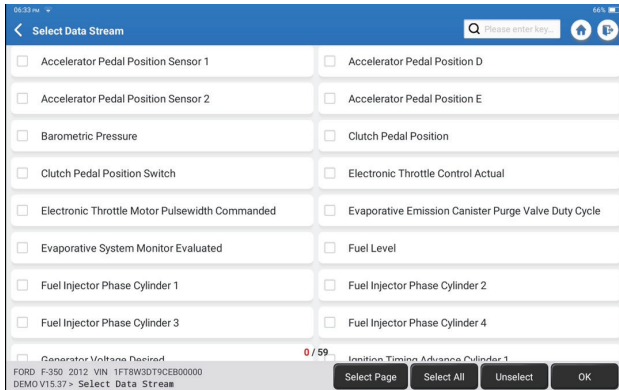 06:33 PM 66%
Select Data Stream Please enter key...
Accelerator Pedal Position Sensor 1 Accelerator Pedal Position D
Accelerator Pedal Position Sensor 2 Accelerator Pedal Position E
Barometric Pressure Clutch Pedal Position
Clutch Pedal Position Switch Electronic Throttle Control Actual
Electronic Throttle Motor Pulsewidth Commanded Evaporative Emission Canister Purge Valve Duty Cycle
Evaporative System Monitor Evaluated Fuel Level
Fuel Injector Phase Cylinder 1 Fuel Injector Phase Cylinder 2
Fuel Injector Phase Cylinder 3 Fuel Injector Phase Cylinder 4
Generator Voltage Desired 0 / 59 Ignition Timing Advance Cylinder 1
FORD F-350 2012 VIN 1FT8W3DT9CEB00000
DEMO V15.37 > Select Data Stream Select Page Select All Unselect OK